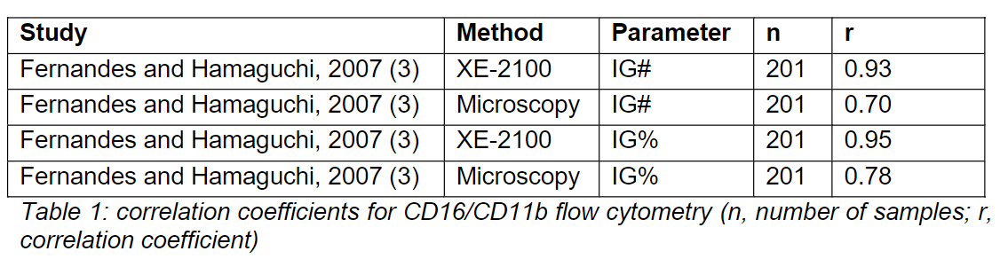 Study Method Parameter n r
Fernandes and Hamaguchi, 2007 (3) XE-2100 IG# 201 0.93
Fernandes and Hamaguchi, 2007 (3) Microscopy IG# 201 0.70
Fernandes and Hamaguchi, 2007 (3) XE-2100 IG% 201 0.95
Fernandes and Hamaguchi, 2007 (3) Microscopy IG% 201 0.78
Table 1: correlation coefficients for CD16/CD11b flow cytometry (n, number of samples; r,
correlation coefficient)